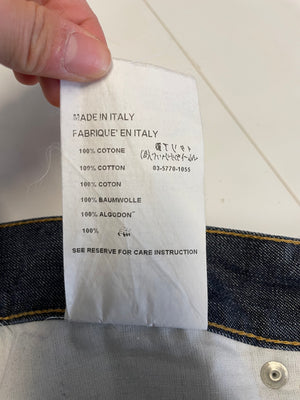 MADE IN ITALY
FABRIQUE' EN ITALY
100% COTONE
100% COTTON
100% COTON
100% BAUMWOLLE
100% ALGODON
100%
03-5770-1055
SEE RESERVE FOR CARE INSTRUCTION